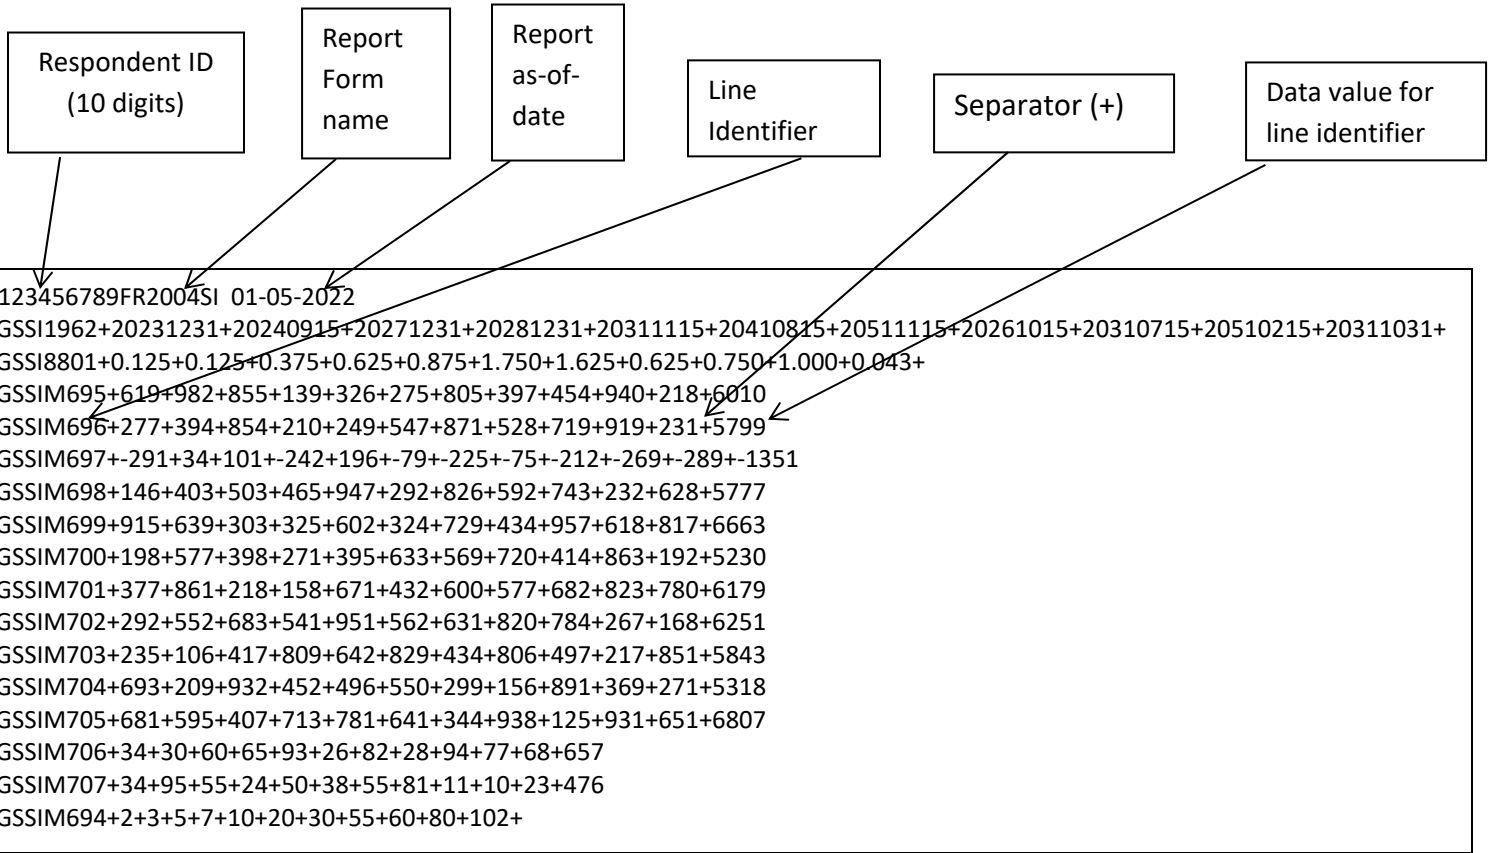 Respondent ID
(10 digits)
Report
Form
name
Report
as-of-
date
Line
Identifier
Separator (+)
Data value for
line identifier
123456789FR2004SI 01-05-2022
GSSI1962+20231231+20240915+20271231+20281231+20311115+20410815+20511115+20261015+20310715+20510215+20311031+
GSSI8801+0.125+0.125+0.375+0.625+0.875+1.750+1.625+0.625+0.750+1.000+0.043+
GSSIM695+619+982+855+139+326+275+805+397+454+940+218+6010
GSSIM696+277+394+854+210+249+547+871+528+719+919+231+5799
GSSIM697+-291+34+101+-242+196+-79+-225+-75+-212+-269+-289+-1351
GSSIM698+146+403+503+465+947+292+826+592+743+232+628+5777
GSSIM699+915+639+303+325+602+324+729+434+957+618+817+6663
GSSIM700+198+577+398+271+395+633+569+720+414+863+192+5230
GSSIM701+377+861+218+158+671+432+600+577+682+823+780+6179
GSSIM702+292+552+683+541+951+562+631+820+784+267+168+6251
GSSIM703+235+106+417+809+642+829+434+806+497+217+851+5843
GSSIM704+693+209+932+452+496+550+299+156+891+369+271+5318
GSSIM705+681+595+407+713+781+641+344+938+125+931+651+6807
GSSIM706+34+30+60+65+93+26+82+28+94+77+68+657
GSSIM707+34+95+55+24+50+38+55+81+11+10+23+476
GSSIM694+2+3+5+7+10+20+30+55+60+80+102+